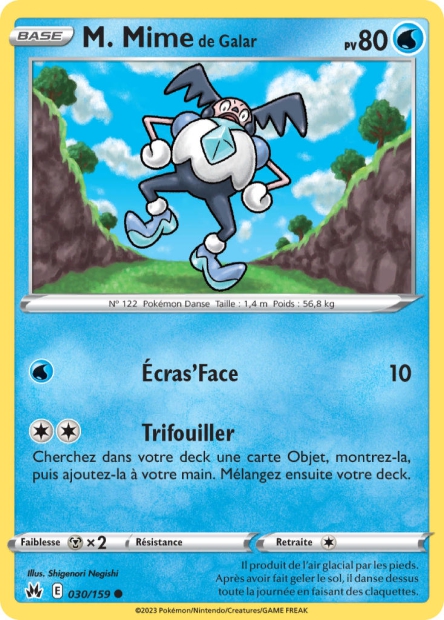 BASE
M. Mime de Galar
PV 80
N° 122 Pokémon Danse Taille : 1,4 m Poids : 56,8 kg
Écras'Face 10
Trifouiller
Cherchez dans votre deck une carte Objet, montrez-la,
puis ajoutez-la à votre main. Mélangez ensuite votre deck.
Faiblesse ×2 Résistance Retraite
Illus. Shigenori Negishi
E 030/159
Il produit de l'air glacial par les pieds.
Après avoir fait geler le sol, il danse dessus
toute la journée en faisant des claquettes.
©2023 Pokémon/Nintendo/Creatures/GAME FREAK